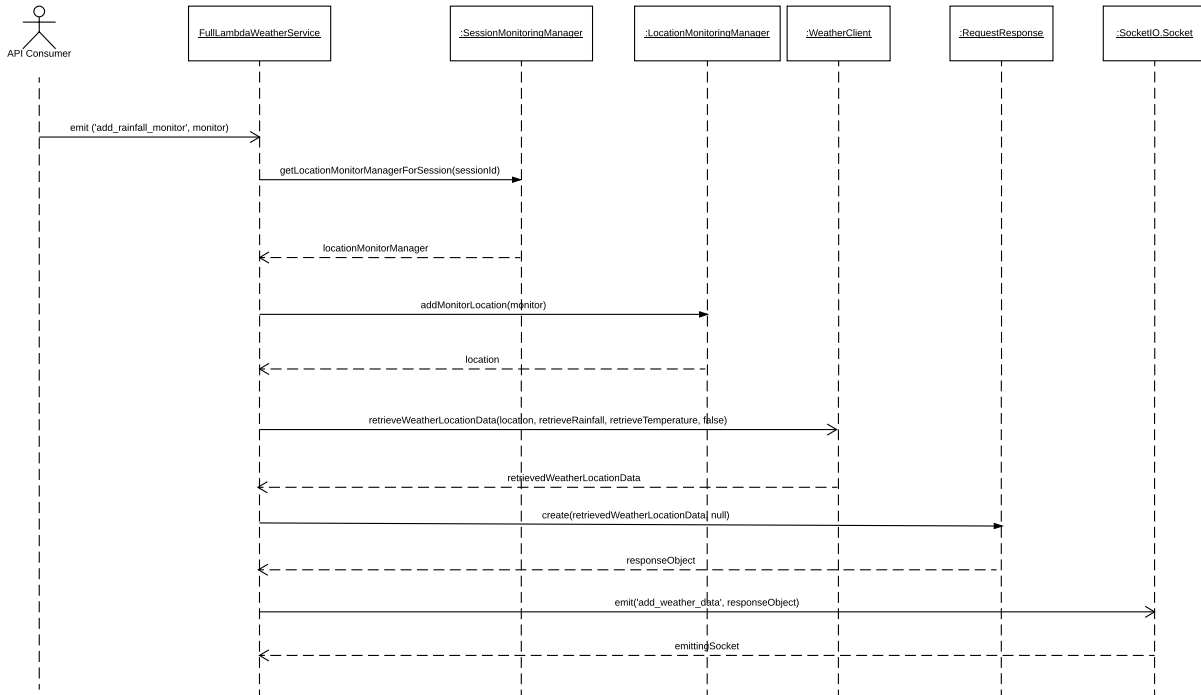 API Consumer
FullLambdaWeatherService
:SessionMonitoringManager
:LocationMonitoringManager
:WeatherClient
:RequestResponse
:SocketIO.Socket
emit ('add_rainfall_monitor', monitor)
getLocationMonitorManagerForSession(sessionId)
locationMonitorManager
addMonitorLocation(monitor)
location
retrieveWeatherLocationData(location, retrieveRainfall, retrieveTemperature, false)
retrievedWeatherLocationData
create(retrievedWeatherLocationData, null)
responseObject
emit('add_weather_data', responseObject)
emittingSocket